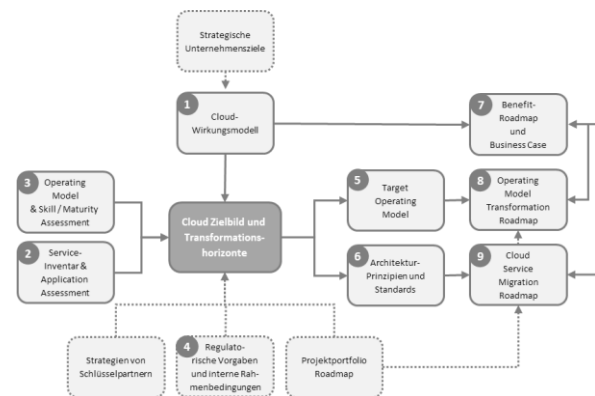 Strategische
Unternehmensziele
1
Cloud-
Wirkungsmodell
7
Benefit-
Roadmap
und
Business Case
3
Operating
Model
& Skill / Maturity
Assessment
2
Service-
Inventar &
Application
Assessment
Cloud Zielbild und
Transformations-
horizonte
5
Target
Operating
Model
8
Operating
Model
Transformation
Roadmap
6
Architektur-
Prinzipien und
Standards
9
Cloud
Service
Migration
Roadmap
Strategien von
Schlüsselpartnern
4
Regulato-
rische Vorgaben
und interne Rah-
menbedingungen
Projektportfolio
Roadmap